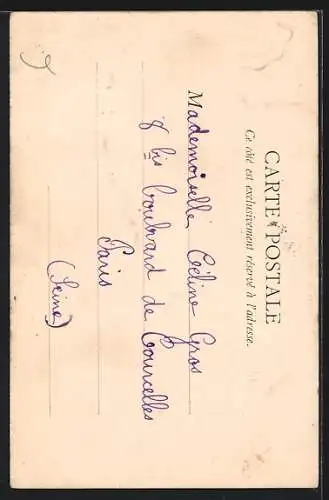 CARTE POSTALE
Ce côté est exclusivement réservé à l'adresse.
Mademoiselle Céline Gros
8 bis boulevard de Courcelles
Paris
(Seine)